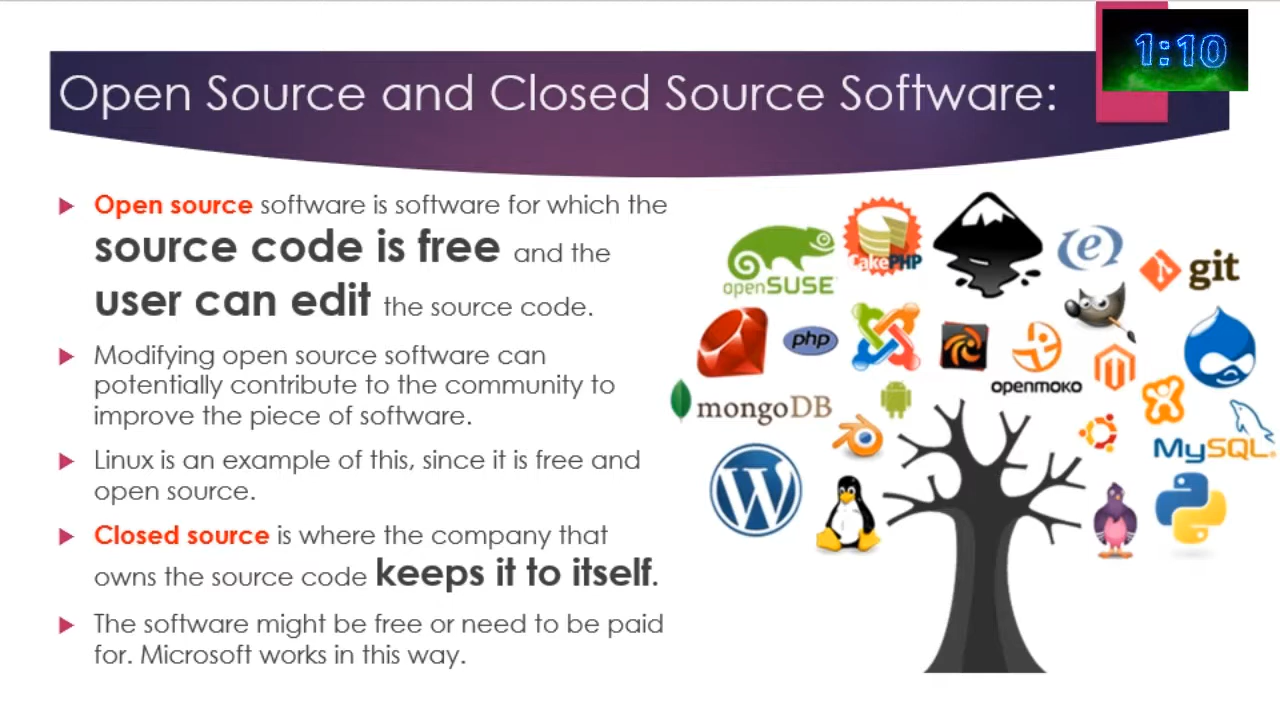 1:10
Open Source and Closed Source Software:
Open source software is software for which the
source code is free and the
user can edit the source code.
Modifying open source software can
potentially contribute to the community to
improve the piece of software.
Linux is an example of this, since it is free and
open source.
Closed source is where the company that
owns the source code keeps it to itself.
The software might be free or need to be paid
for. Microsoft works in this way.
openSUSE
CakePHP
e
git
php
openmoko
mongoDB
MySQL
W